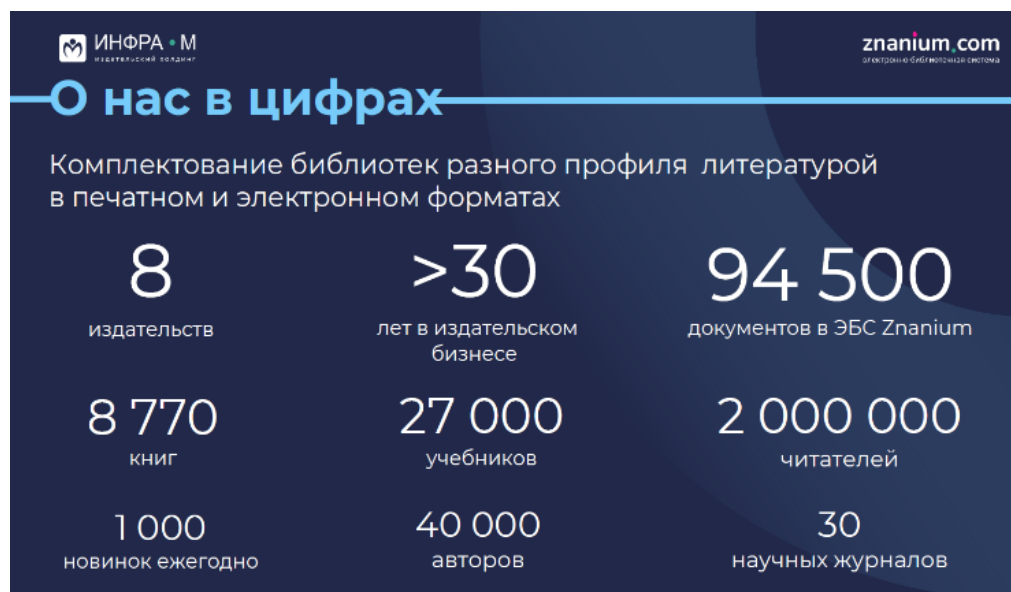 ИНФРА • М
издательский холдинг
znanium.com
электронно-библиотечная система
О нас в цифрах
Комплектование библиотек разного профиля литературой
в печатном и электронном форматах
8
издательств
>30
лет в издательском
бизнесе
94 500
документов в ЭБС Znanium
8 770
книг
27 000
учебников
2 000 000
читателей
1 000
новинок ежегодно
40 000
авторов
30
научных журналов